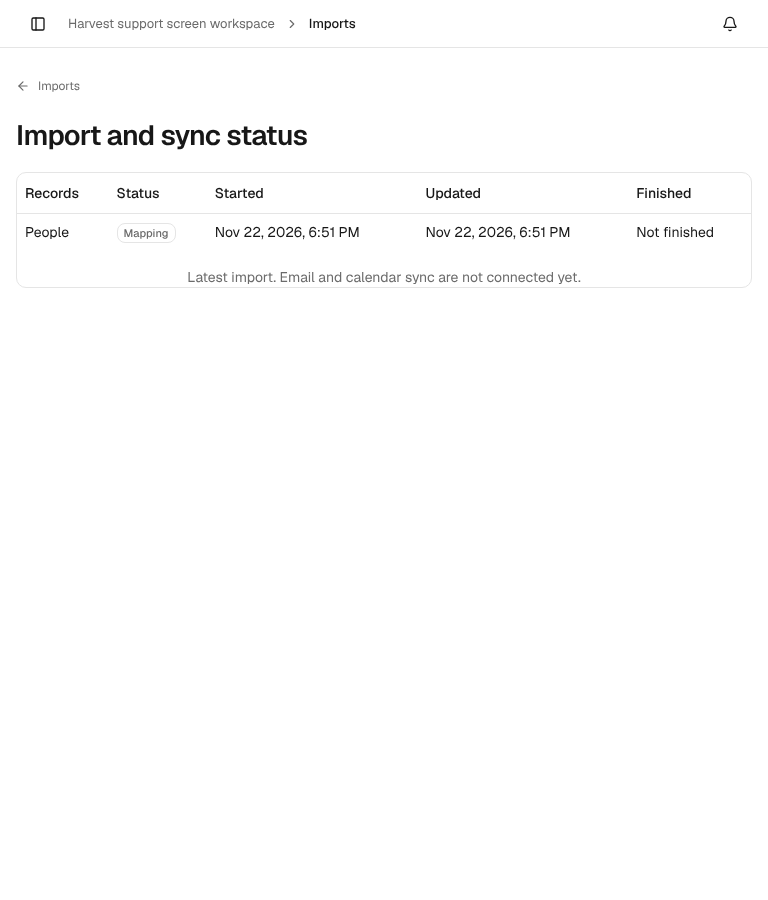 Harvest support screen workspace > Imports
Imports
Import and sync status
Records Status Started Updated Finished
People Mapping Nov 22, 2026, 6:51 PM Nov 22, 2026, 6:51 PM Not finished
Latest import. Email and calendar sync are not connected yet.